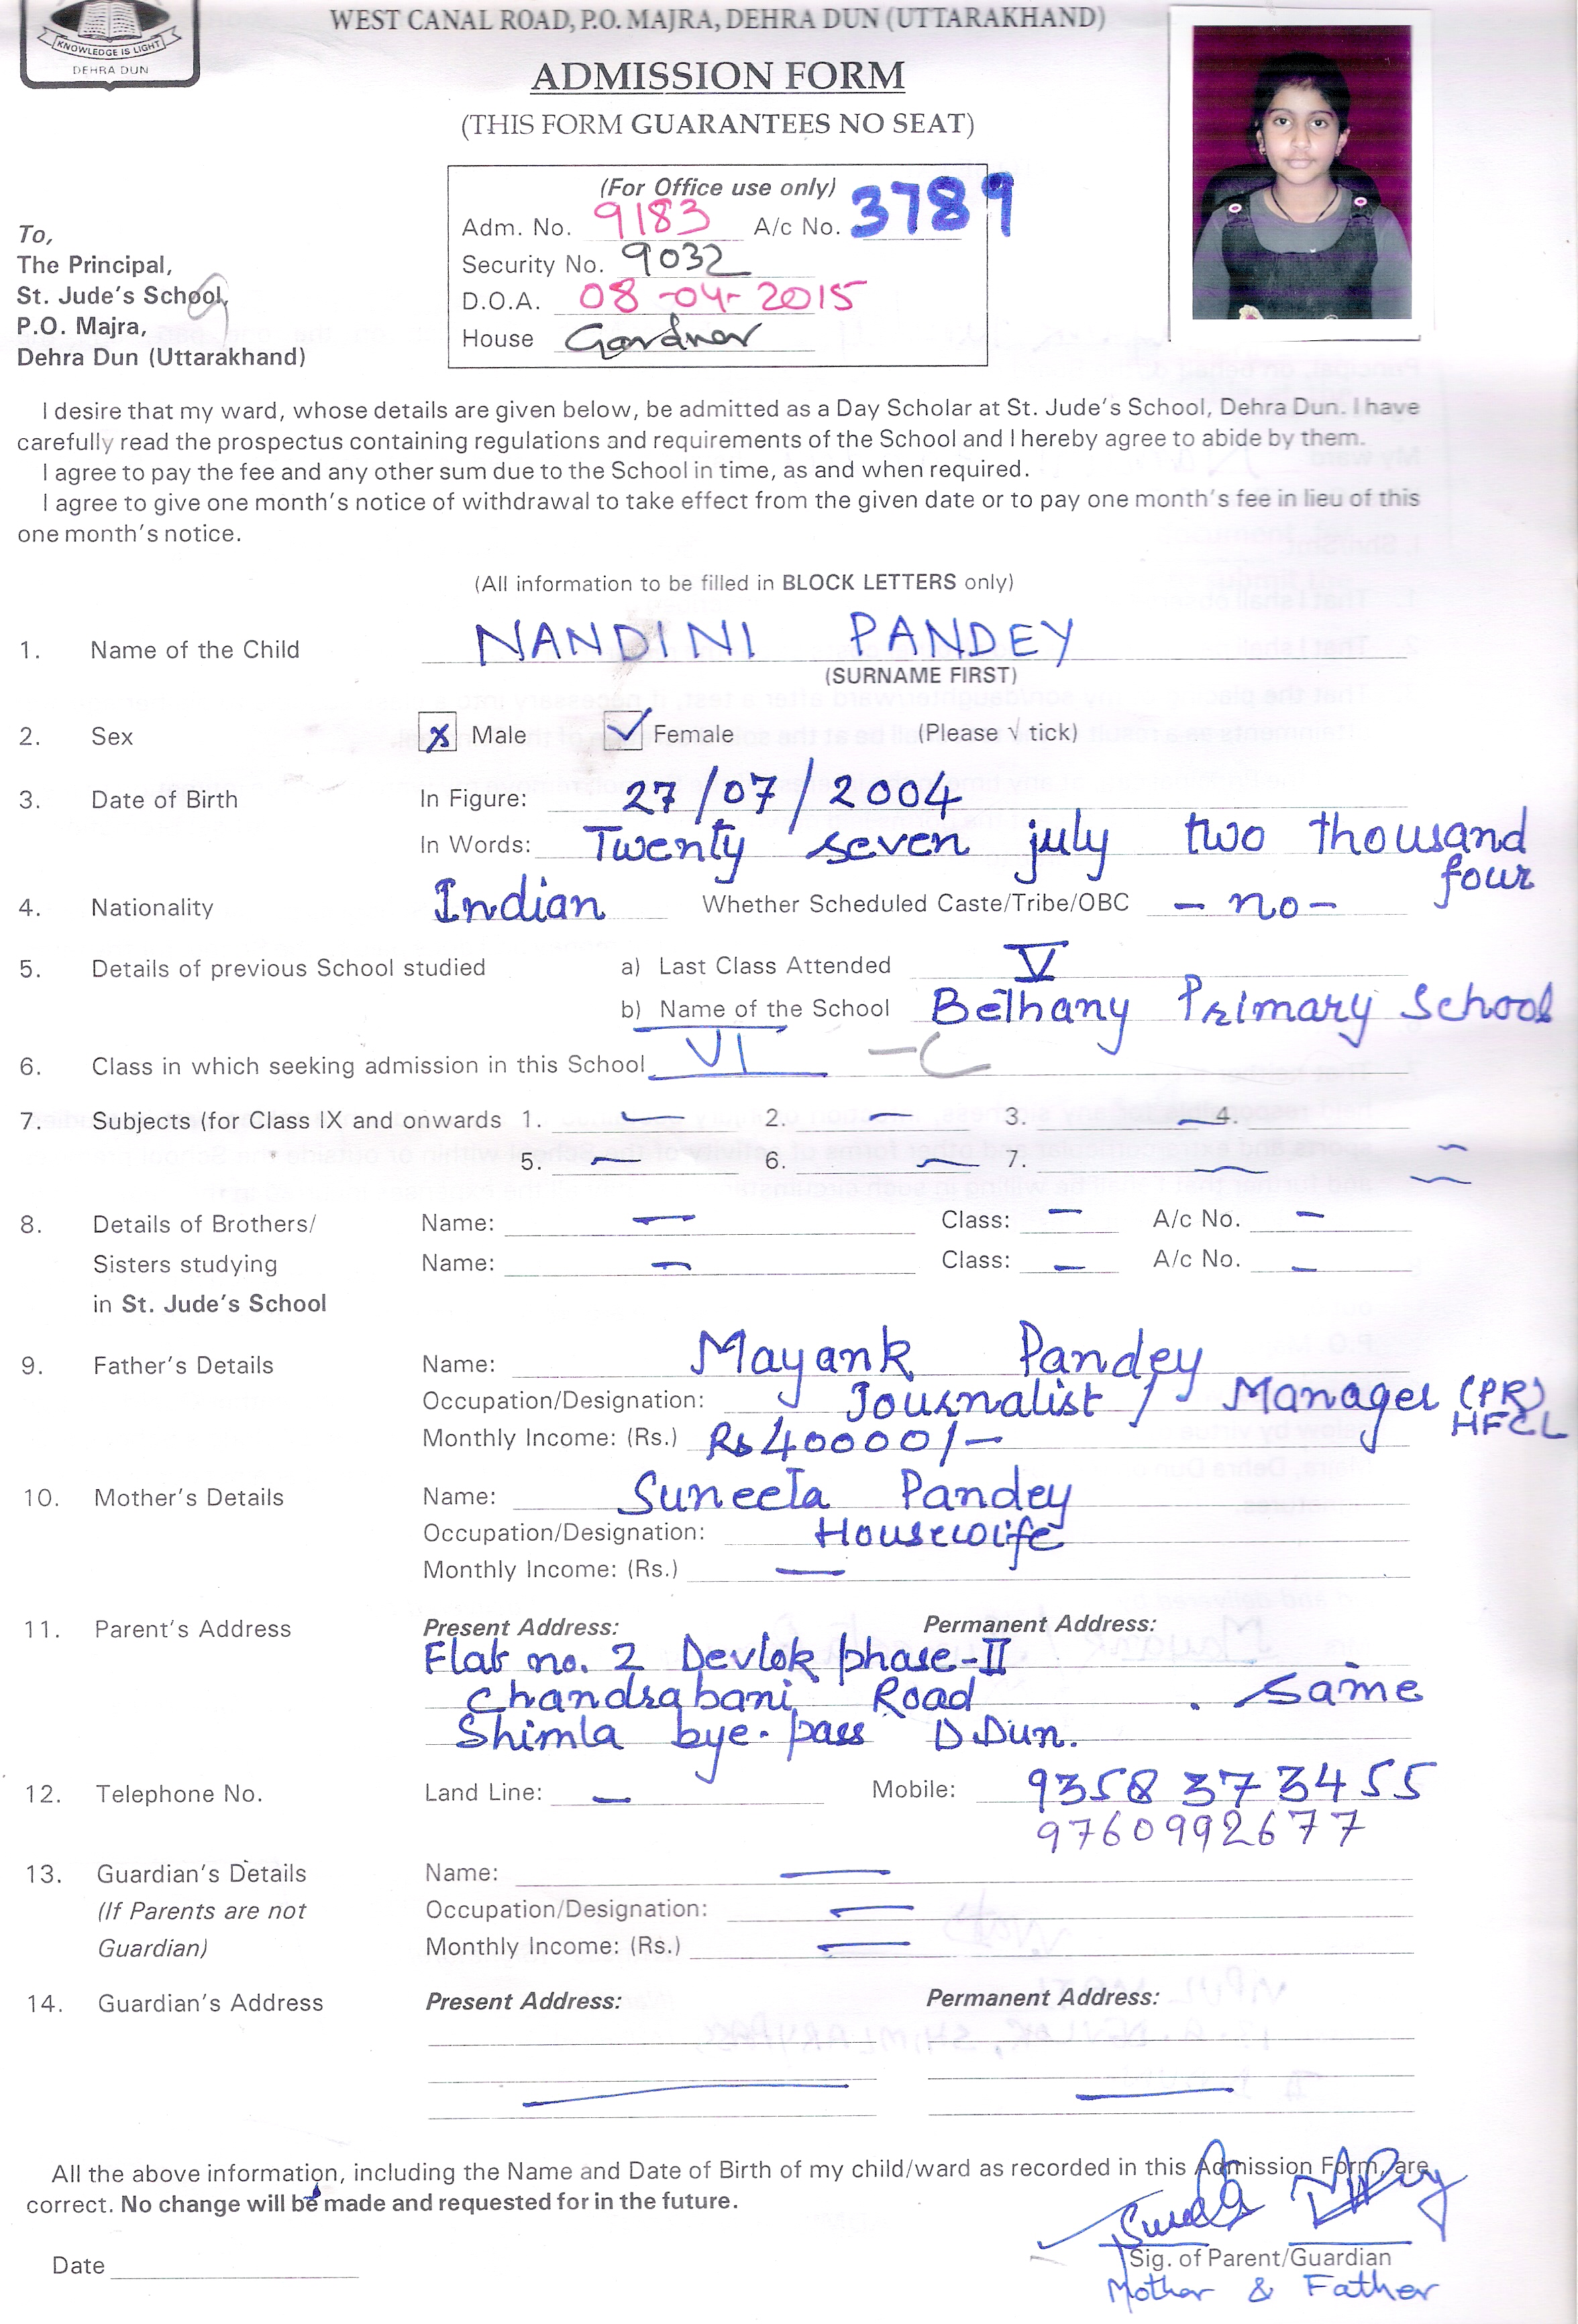 KNOWLEDGE IS LIGHT
DEHRA DUN
WEST CANAL ROAD, P.O. MAJRA, DEHRA DUN (UTTARAKHAND)
ADMISSION FORM
(THIS FORM GUARANTEES NO SEAT)
(For Office use only)
Adm. No. 9183 A/c No. 3789
Security No. 9032
D.O.A. 08-04-2015
House Gardner
To,
The Principal,
St. Jude's School,
P.O. Majra,
Dehra Dun (Uttarakhand)
I desire that my ward, whose details are given below, be admitted as a Day Scholar at St. Jude's School, Dehra Dun. I have
carefully read the prospectus containing regulations and requirements of the School and I hereby agree to abide by them.
I agree to pay the fee and any other sum due to the School in time, as and when required.
I agree to give one month's notice of withdrawal to take effect from the given date or to pay one month's fee in lieu of this
one month's notice.
(All information to be filled in BLOCK LETTERS only)
1. Name of the Child NANDINI PANDEY
(SURNAME FIRST)
2. Sex x Male ✓ Female (Please √ tick)
3. Date of Birth In Figure: 27/07/2004
In Words: Twenty seven july two thousand
four
4. Nationality Indian Whether Scheduled Caste/Tribe/OBC - no -
5. Details of previous School studied a) Last Class Attended V
b) Name of the School Bethany Primary School
6. Class in which seeking admission in this School VI - C
7. Subjects (for Class IX and onwards 1. — 2. — 3. — 4.
5. — 6. — 7. —
8. Details of Brothers/ Name: — Class: — A/c No. —
Sisters studying Name: — Class: — A/c No. —
in St. Jude's School
9. Father's Details Name: Mayank Pandey
Occupation/Designation: Journalist / Manager (PR)
HFCL
Monthly Income: (Rs.) Rs 40000/-
10. Mother's Details Name: Suneeta Pandey
Occupation/Designation: Housewife
Monthly Income: (Rs.) —
11. Parent's Address Present Address: Permanent Address:
Flat no. 2 Devlok phase-II
Chandrabani Road . Same
Shimla bye-pass D.Dun.
12. Telephone No. Land Line: — Mobile: 9358373455
9760992677
13. Guardian's Details Name: —
(If Parents are not Occupation/Designation: —
Guardian) Monthly Income: (Rs.) —
14. Guardian's Address Present Address: Permanent Address:
— —
All the above information, including the Name and Date of Birth of my child/ward as recorded in this Admission Form, are
correct. No change will be made and requested for in the future.
Date
Sig. of Parent/Guardian
Mother & Father